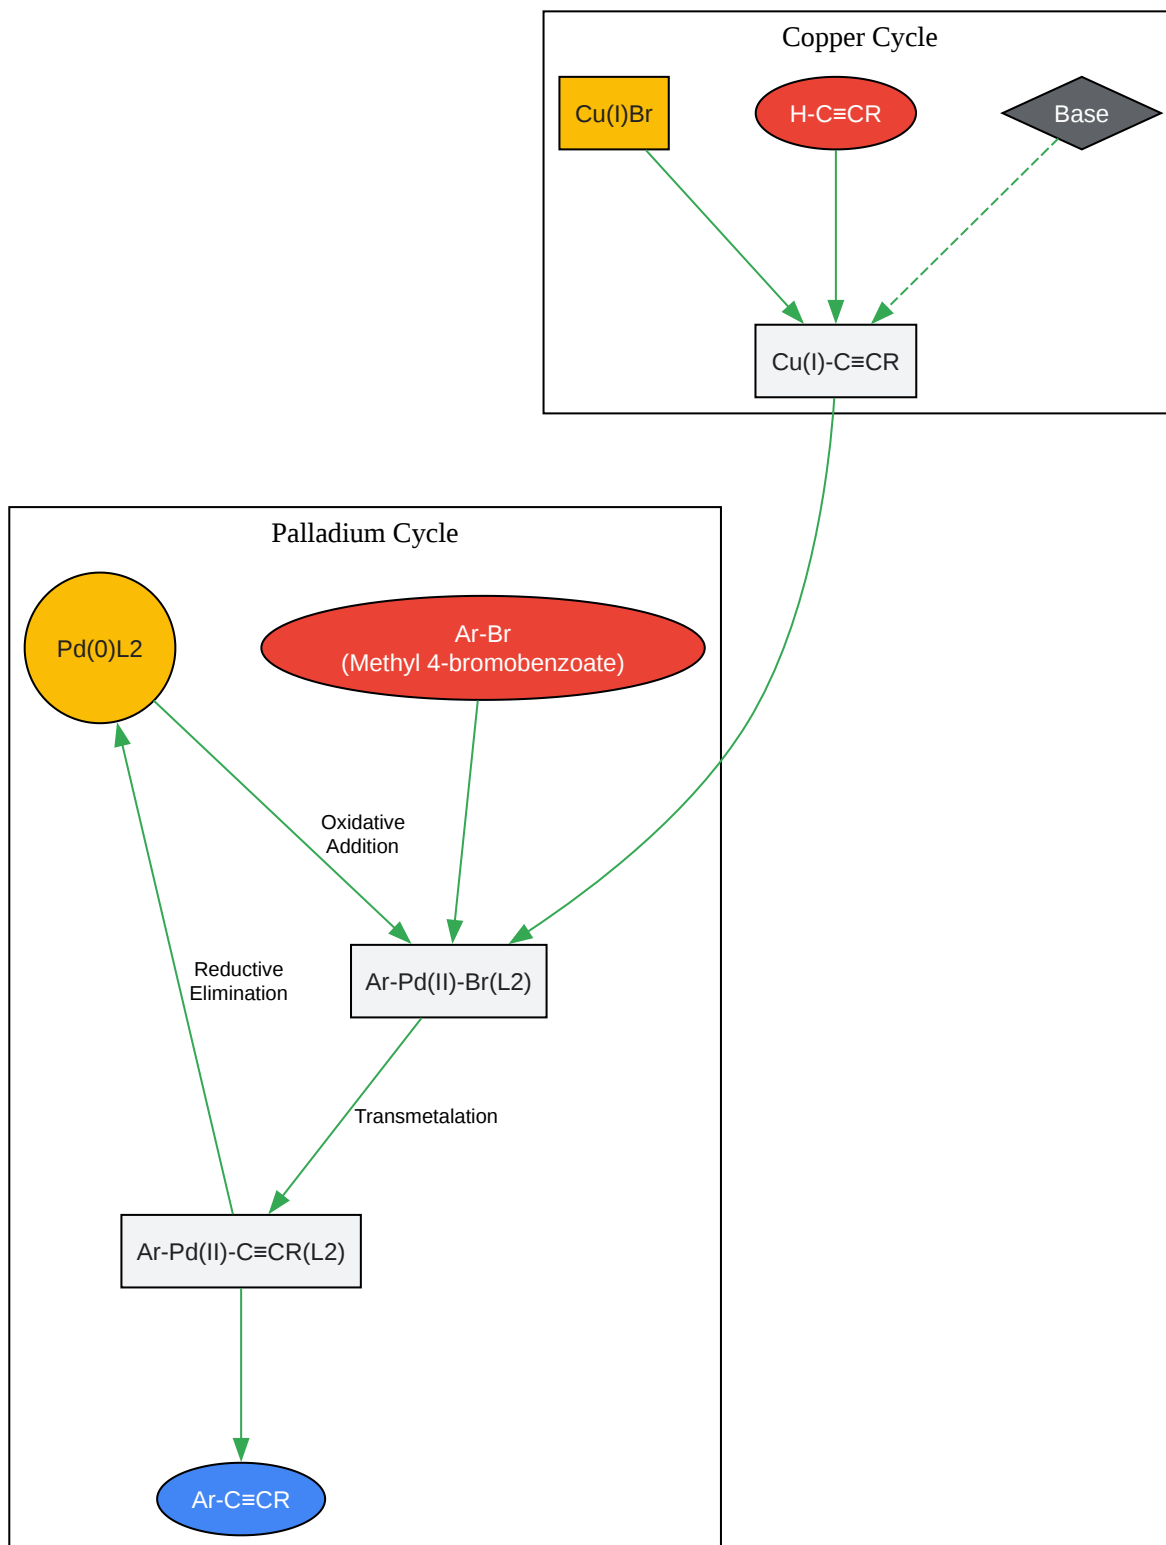 Copper Cycle
Cu(I)Br
H-C≡CR
Base
Cu(I)-C≡CR
Palladium Cycle
Pd(0)L2
Ar-Br
(Methyl 4-bromobenzoate)
Oxidative
Addition
Reductive
Elimination
Ar-Pd(II)-Br(L2)
Transmetalation
Ar-Pd(II)-C≡CR(L2)
Ar-C≡CR